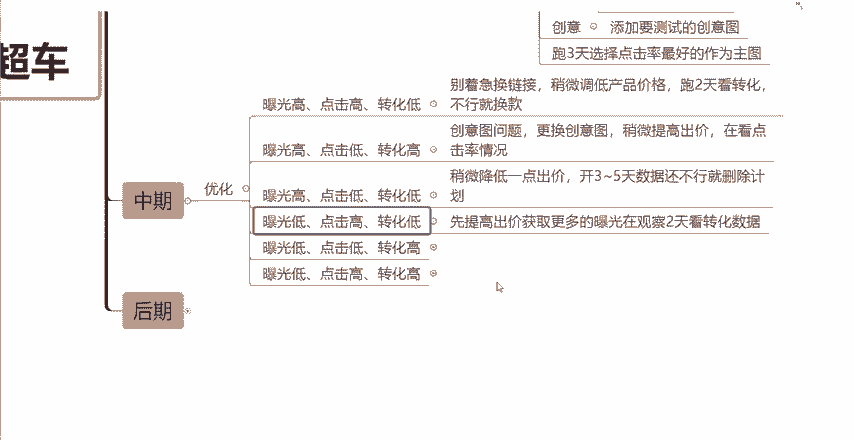 超车
创意
添加要测试的创意图
跑3天选择点击率最好的作为主图
中期
优化
曝光高、点击高、转化低
别着急换链接，稍微调低产品价格，跑2天看转化，
不行就换款
曝光高、点击低、转化高
创意图问题，更换创意图，稍微提高出价，在看点
击率情况
曝光高、点击低、转化低
稍微降低一点出价，开3~5天数据还不行就删除计
划
曝光低、点击高、转化低
先提高出价获取更多的曝光在观察2天看转化数据
曝光低、点击低、转化高
曝光低、点击高、转化高
后期